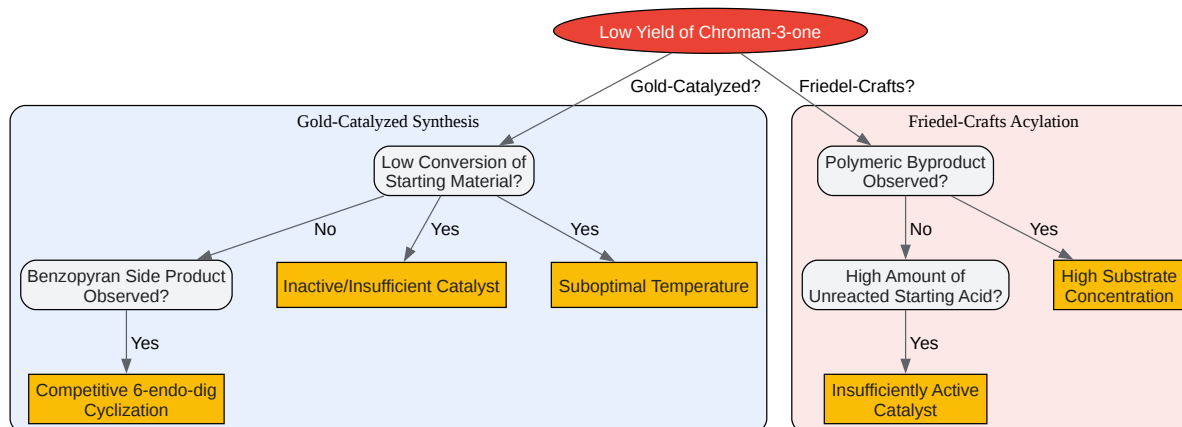 Low Yield of Chroman-3-one
Gold-Catalyzed?
Friedel-Crafts?
Gold-Catalyzed Synthesis
Low Conversion of
Starting Material?
No
Yes
Yes
Benzopyran Side Product
Observed?
Inactive/Insufficient Catalyst
Suboptimal Temperature
Yes
Competitive 6-endo-dig
Cyclization
Friedel-Crafts Acylation
Polymeric Byproduct
Observed?
No
Yes
High Amount of
Unreacted Starting Acid?
High Substrate
Concentration
Yes
Insufficiently Active
Catalyst